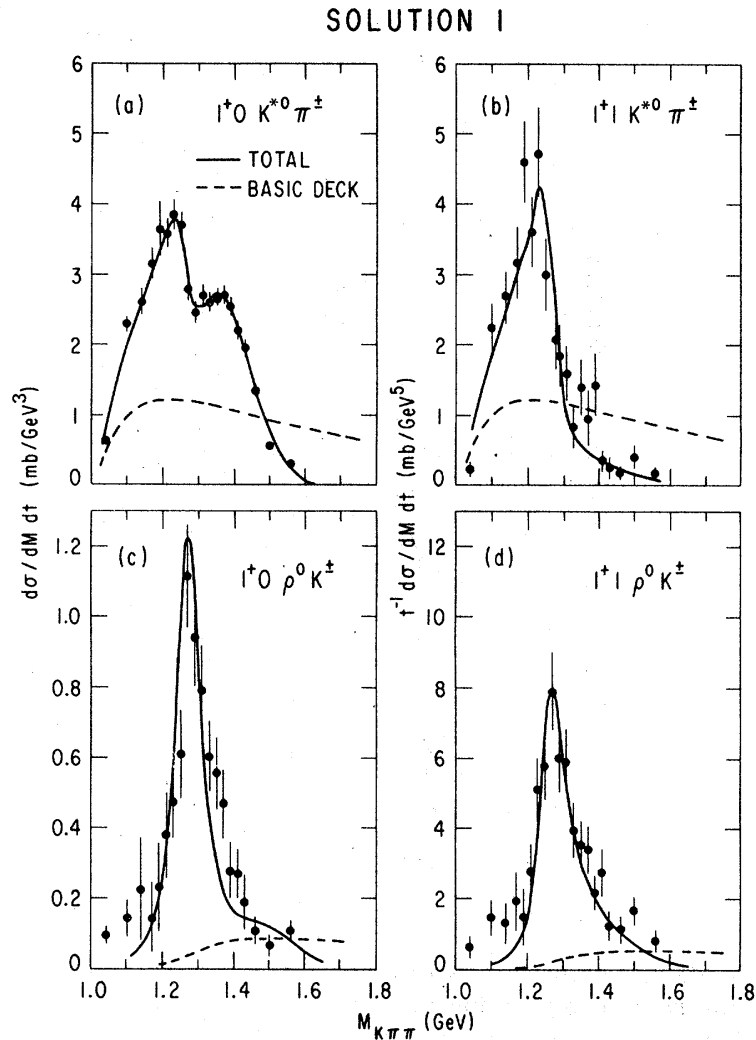 SOLUTION I
(a) 1⁺0 K*⁰ π±
— TOTAL
--- BASIC DECK
6
5
4
3
2
1
0
(b) 1⁺1 K*⁰ π±
6
5
4
3
2
1
0
dσ/dM dt (mb/GeV³)
t⁻¹ dσ/dM dt (mb/GeV⁵)
(c) 1⁺0 ρ⁰ K±
1.2
1.0
0.8
0.6
0.4
0.2
0
(d) 1⁺1 ρ⁰ K±
12
10
8
6
4
2
0
1.0 1.2 1.4 1.6 1.8
1.0 1.2 1.4 1.6 1.8
M_Kππ (GeV)